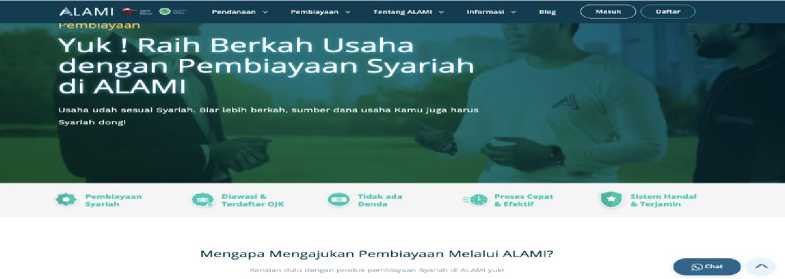 ALAMI
Pendanaan Pembiayaan Tentang ALAMI Informasi Blog Masuk Daftar
Pembiayaan
Yuk ! Raih Berkah Usaha
dengan Pembiayaan Syariah
di ALAMI
Usaha udah sesuai Syariah. Biar lebih berkah, sumber dana usaha Kamu juga harus
Syariah dong!
Pembiayaan
Syariah
Diawasi &
Terdaftar OJK
Tidak ada
Denda
Proses Cepat
& Efektif
Sistem Handal
& Terjamin
Mengapa Mengajukan Pembiayaan Melalui ALAMI?
Kenalan dulu dengan produk pembiayaan Syariah di ALAMI yuk!
Chat